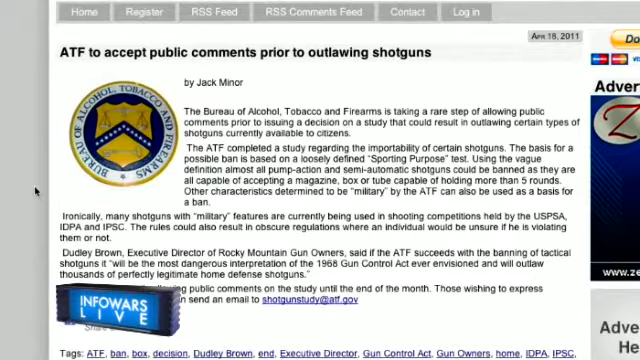 Home Register RSS Feed RSS Comments Feed Contact Log in
APR 18, 2011
ATF to accept public comments prior to outlawing shotguns
by Jack Minor
BUREAU OF ALCOHOL, TOBACCO AND FIREARMS
The Bureau of Alcohol, Tobacco and Firearms is taking a rare step of allowing public
comments prior to issuing a decision on a study that could result in outlawing certain types of
shotguns currently available to citizens.
The ATF completed a study regarding the importability of certain shotguns. The basis for a
possible ban is based on a loosely defined “Sporting Purpose” test. Using the vague
definition almost all pump-action and semi-automatic shotguns could be banned as they are
all capable of accepting a magazine, box or tube capable of holding more than 5 rounds.
Other characteristics determined to be “military” by the ATF can also be used as a basis for
a ban.
Ironically, many shotguns with “military” features are currently being used in shooting competitions held by the USPSA,
IDPA and IPSC. The rules could also result in obscure regulations where an individual would be unsure if he is violating
them or not.
Dudley Brown, Executive Director of Rocky Mountain Gun Owners, said if the ATF succeeds with the banning of tactical
shotguns it “will be the most dangerous interpretation of the 1968 Gun Control Act ever envisioned and will outlaw
thousands of perfectly legitimate home defense shotguns.”
public comments on the study until the end of the month. Those wishing to express
send an email to shotgunstudy@atf.gov
INFOWARS
LIVE
Share
Tags: ATF, ban, box, decision, Dudley Brown, end, Executive Director, Gun Control Act, Gun Owners, home, IDPA, IPSC,
Do
Adver
Z
www.ze
Adve
He